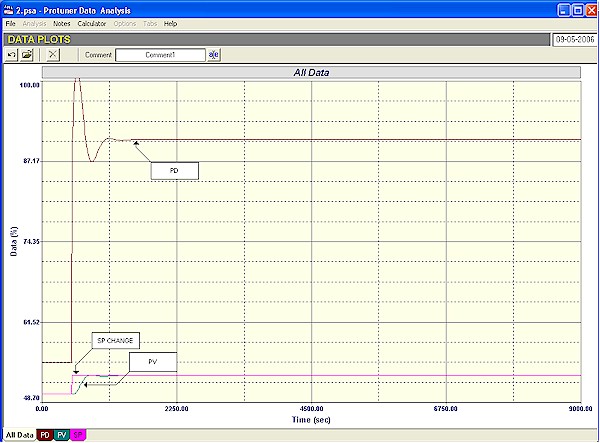 2.psa - Protuner Data Analysis
File Analysis Notes Calculator Options Tabs Help
DATA PLOTS
09-05-2006
Comment Comment1
All Data
100.00
87.17
PD
74.35
Data (%)
61.52
SP CHANGE
PV
48.70
0.00 2250.00 4500.00 6750.00 9000.00
Time (sec)
All Data PD PV SP